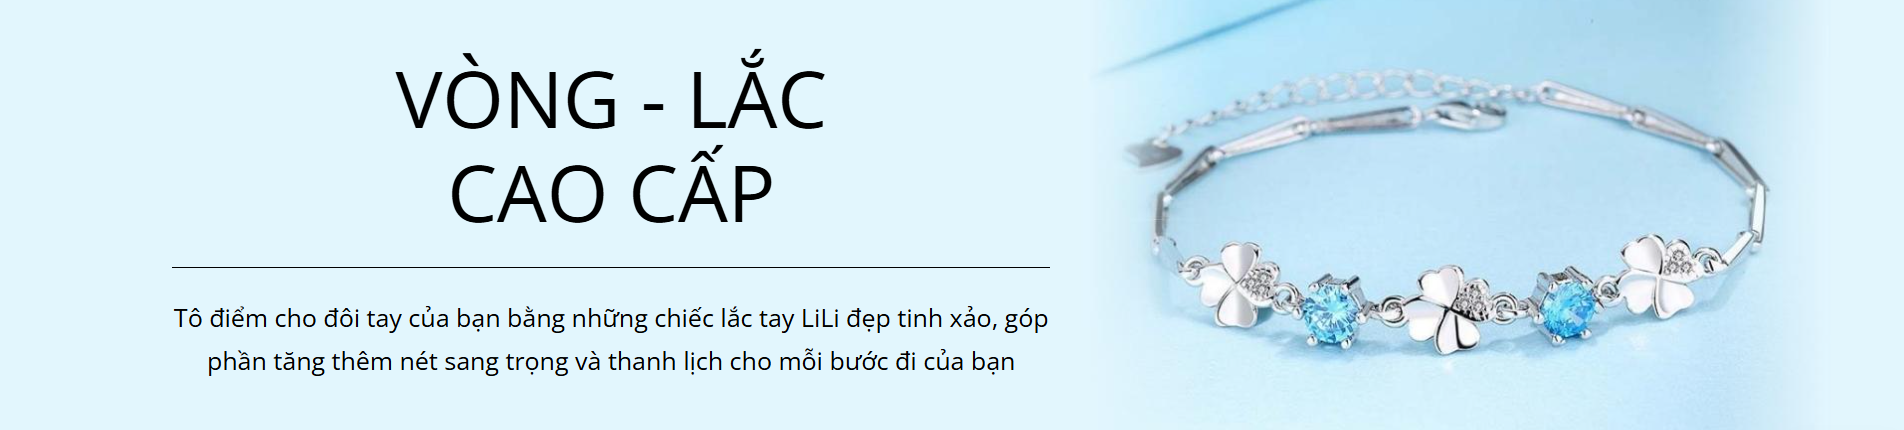 VÒNG - LẮC
CAO CẤP
Tô điểm cho đôi tay của bạn bằng những chiếc lắc tay LiLi đẹp tinh xảo, góp
phần tăng thêm nét sang trọng và thanh lịch cho mỗi bước đi của bạn